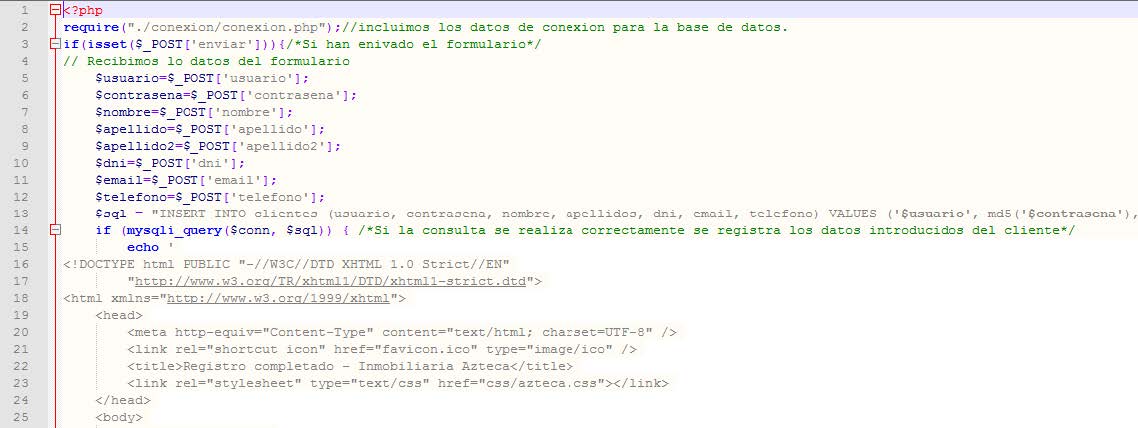 1 <?php
2 require("./conexion/conexion.php");//incluimos los datos de conexion para la base de datos.
3 if(isset($_POST['enviar'])){/*Si han enivado el formulario*/
4 // Recibimos lo datos del formulario
5 $usuario=$_POST['usuario'];
6 $contrasena=$_POST['contrasena'];
7 $nombre=$_POST['nombre'];
8 $apellido=$_POST['apellido'];
9 $apellido2=$_POST['apellido2'];
10 $dni=$_POST['dni'];
11 $email=$_POST['email'];
12 $telefono=$_POST['telefono'];
13 $sql = "INSERT INTO clientes (usuario, contrasena, nombre, apellidos, dni, email, telefono) VALUES ('$usuario', md5('$contrasena'),
14 if (mysqli_query($conn, $sql)) { /*Si la consulta se realiza correctamente se registra los datos introducidos del cliente*/
15 echo '
16 <!DOCTYPE html PUBLIC "-//W3C//DTD XHTML 1.0 Strict//EN"
17 "http://www.w3.org/TR/xhtml1/DTD/xhtml1-strict.dtd">
18 <html xmlns="http://www.w3.org/1999/xhtml">
19 <head>
20 <meta http-equiv="Content-Type" content="text/html; charset=UTF-8" />
21 <link rel="shortcut icon" href="favicon.ico" type="image/ico" />
22 <title>Registro completado - Inmobiliaria Azteca</title>
23 <link rel="stylesheet" type="text/css" href="css/azteca.css"></link>
24 </head>
25 <body>